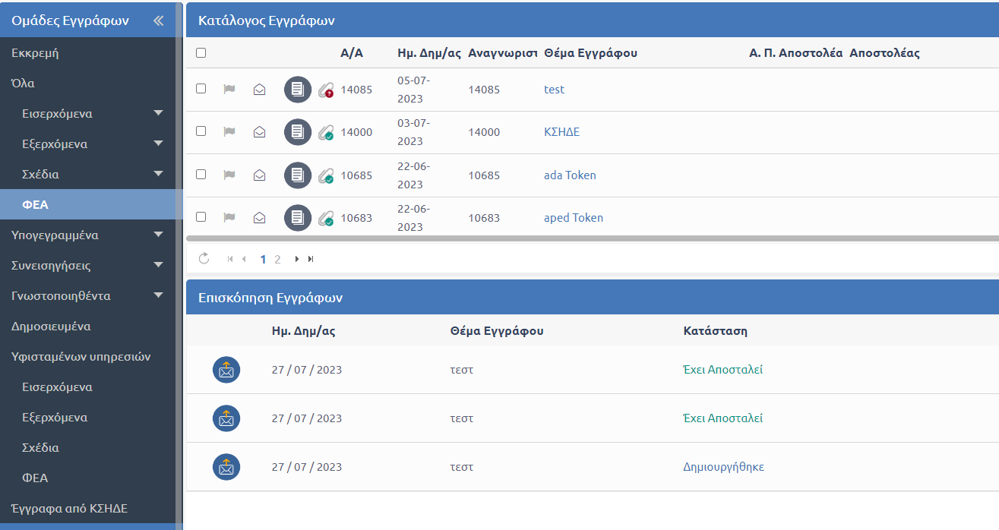 Ομάδες Εγγράφων
Εκκρεμή
Όλα
Εισερχόμενα
Εξερχόμενα
Σχέδια
ΦΕΑ
Υπογεγραμμένα
Συνεισηγήσεις
Γνωστοποιηθέντα
Δημοσιευμένα
Υφισταμένων υπηρεσιών
Εισερχόμενα
Εξερχόμενα
Σχέδια
ΦΕΑ
Έγγραφα από ΚΣΗΔΕ
Κατάλογος Εγγράφων
Α/Α Ημ. Δημ/ας Αναγνωριστ Θέμα Εγγράφου Α. Π. Αποστολέα Αποστολέας
14085 05-07-2023 14085 test
14000 03-07-2023 14000 ΚΣΗΔΕ
10685 22-06-2023 10685 ada Token
10683 22-06-2023 10683 aped Token
1 2
Επισκόπηση Εγγράφων
Ημ. Δημ/ας Θέμα Εγγράφου Κατάσταση
27 / 07 / 2023 τεστ Έχει Αποσταλεί
27 / 07 / 2023 τεστ Έχει Αποσταλεί
27 / 07 / 2023 τεστ Δημιουργήθηκε